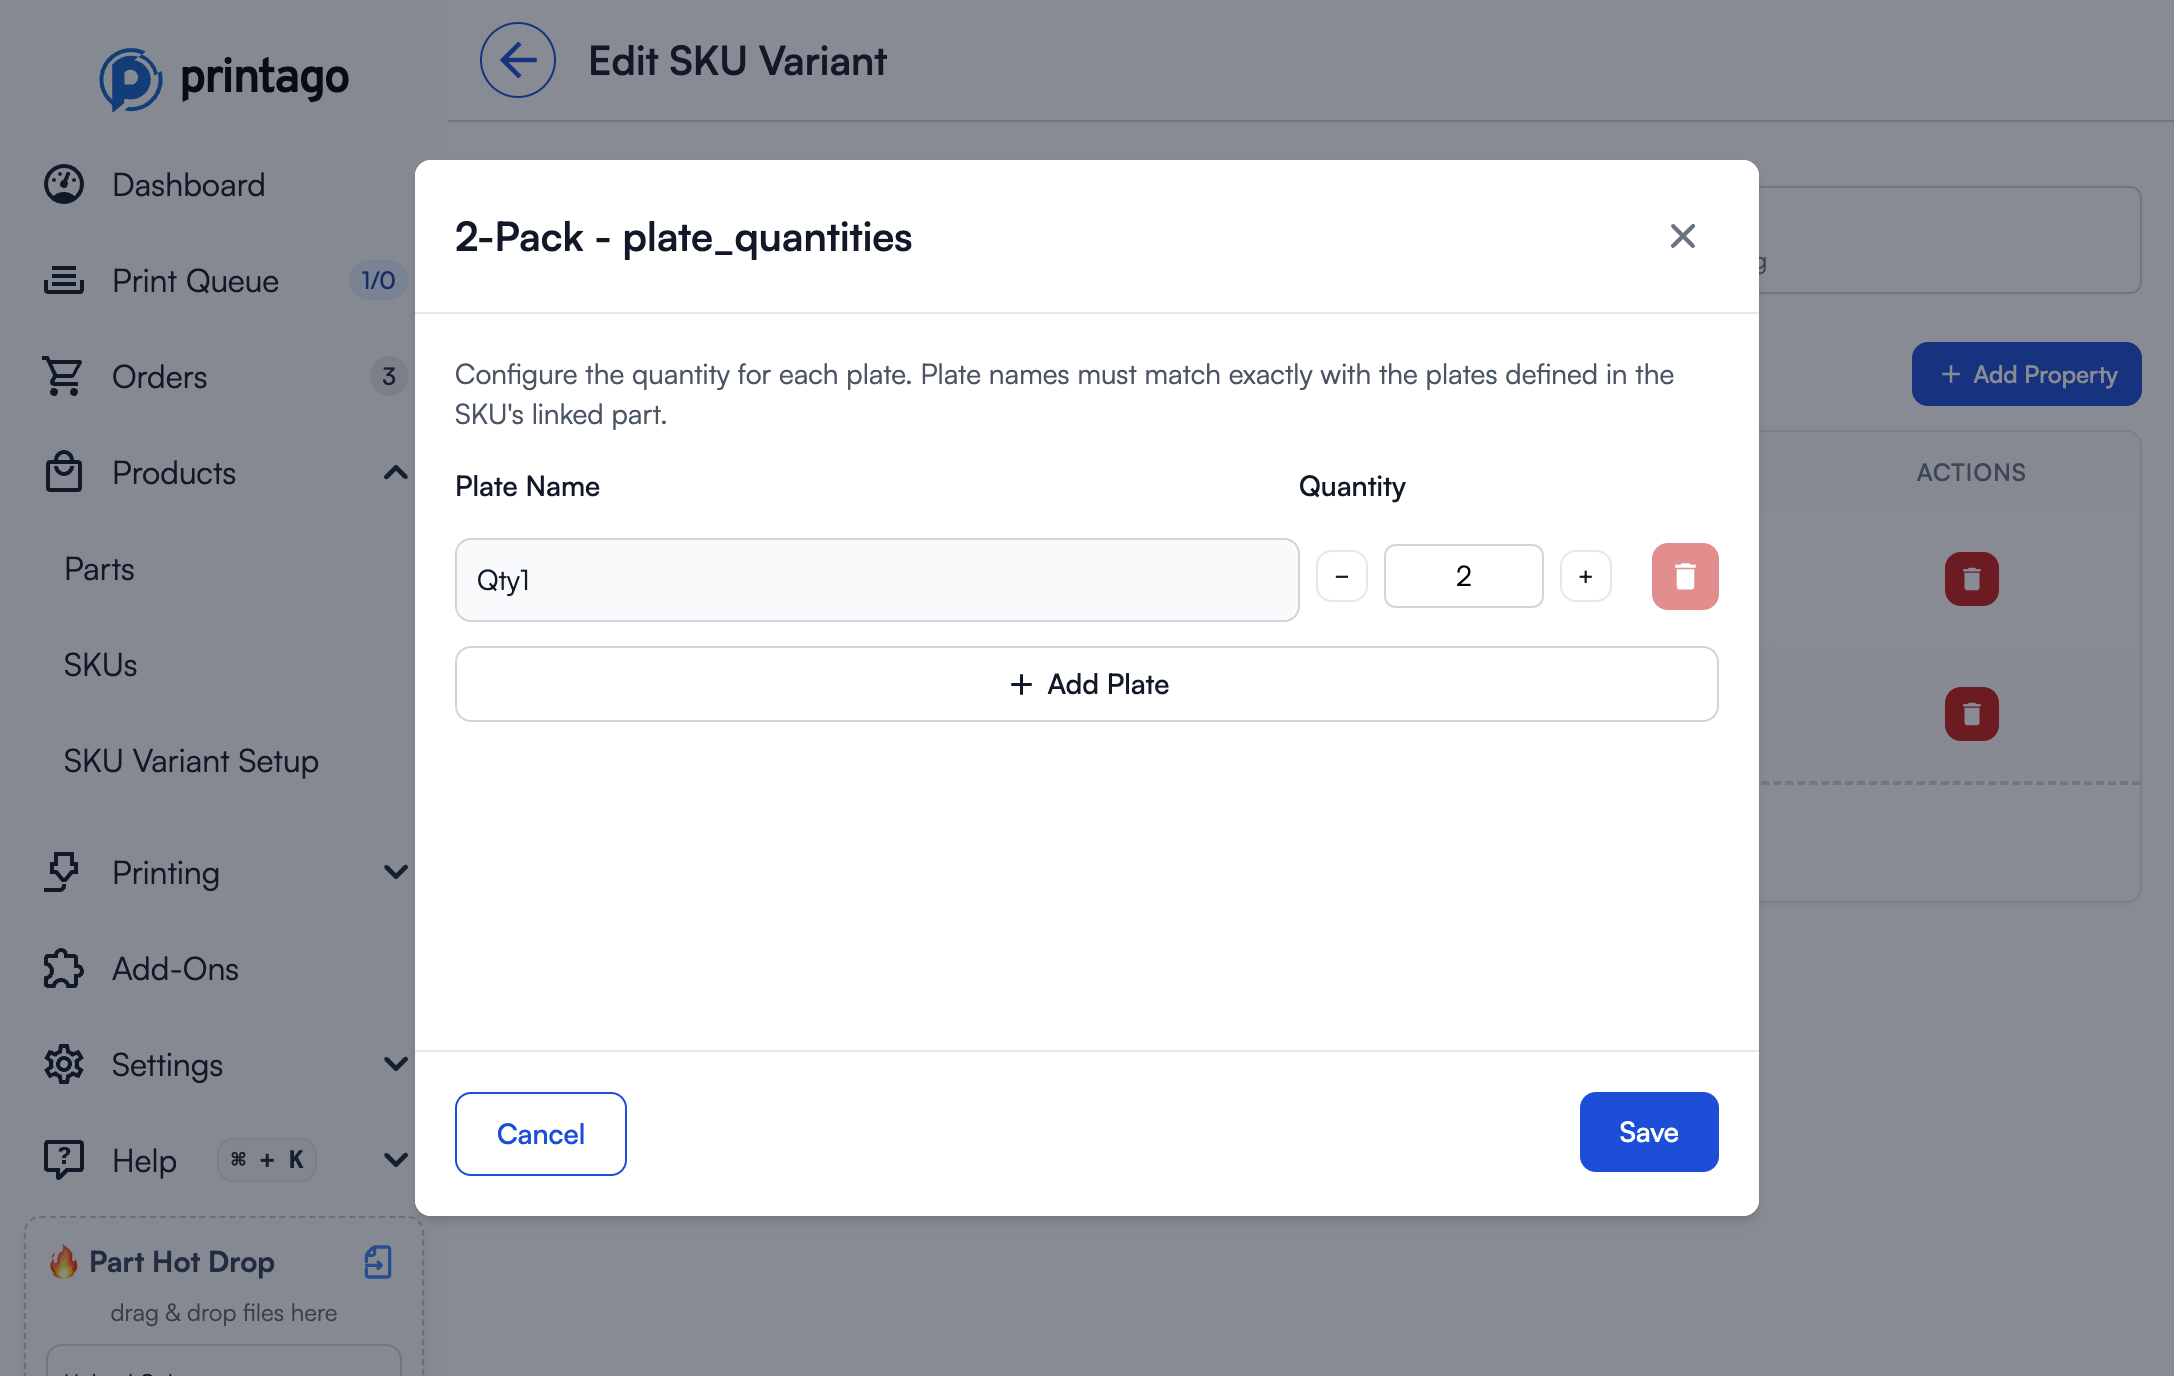 printago
Edit SKU Variant
Dashboard
Print Queue 1/0
Orders 3
Products
Parts
SKUs
SKU Variant Setup
Printing
Add-Ons
Settings
Help ⌘ + K
🔥 Part Hot Drop
drag & drop files here
2-Pack - plate_quantities
Configure the quantity for each plate. Plate names must match exactly with the plates defined in the
SKU's linked part.
Plate Name Quantity
Qty1 − 2 +
+ Add Plate
Cancel Save
+ Add Property
ACTIONS